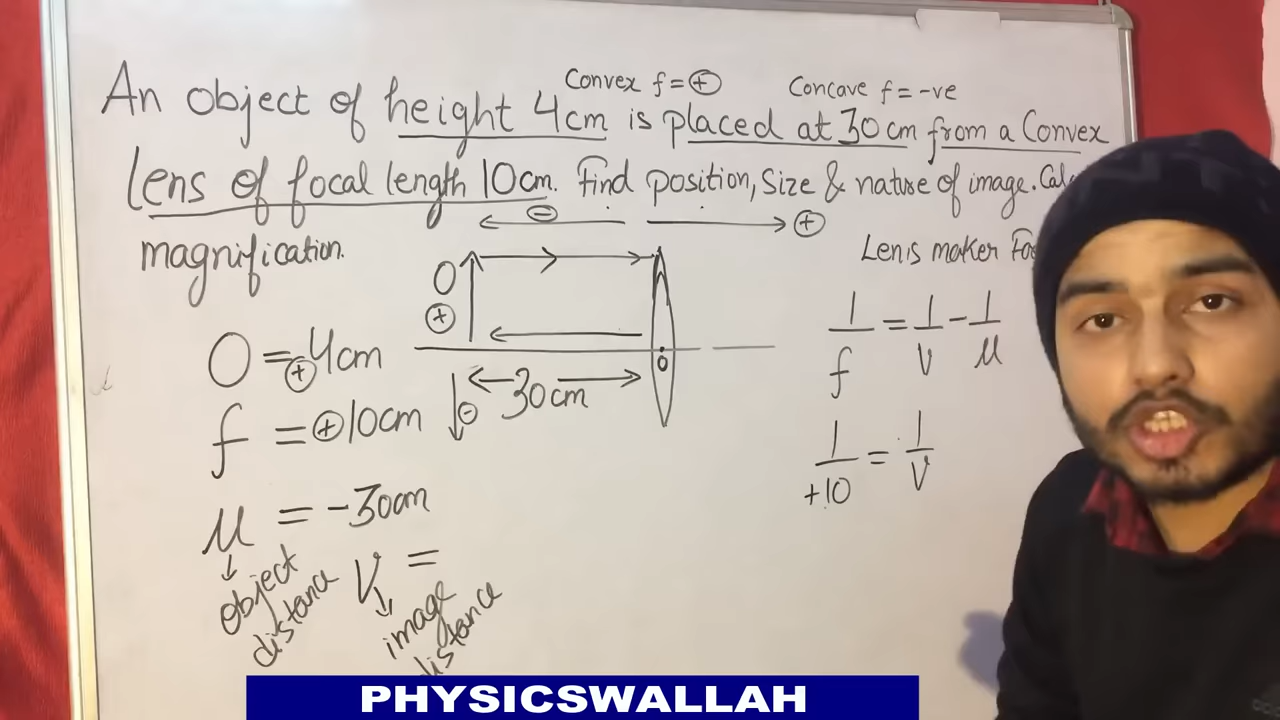 Convex f = ⊕ Concave f = -ve
An object of height 4cm is placed at 30cm from a Convex
lens of focal length 10cm. Find position, Size & nature of image.
magnification.
⊖ ⊕
Lens maker
O
⊕
O = ⊕4cm
f = ⊕10cm
⊖
30cm
o
1/f = 1/v - 1/u
1/+10 = 1/v
u = -30cm
object
distance
V =
image
distance
PHYSICSWALLAH